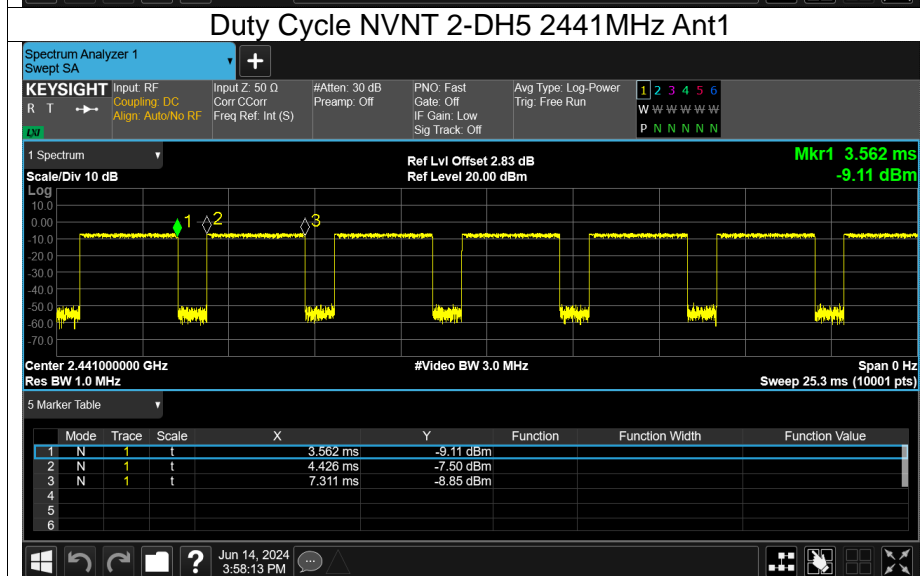 Duty Cycle NVNT 2-DH5 2441MHz Ant1
Spectrum Analyzer 1
Swept SA
+
KEYSIGHT
R T
LXI
Input: RF
Coupling: DC
Align: Auto/No RF
Input Z: 50 Ω
Corr CCorr
Freq Ref: Int (S)
#Atten: 30 dB
Preamp: Off
PNO: Fast
Gate: Off
IF Gain: Low
Sig Track: Off
Avg Type: Log-Power
Trig: Free Run
1 2 3 4 5 6
W W W W W W
P N N N N N
1 Spectrum
Scale/Div 10 dB
Ref Lvl Offset 2.83 dB
Ref Level 20.00 dBm
Mkr1 3.562 ms
-9.11 dBm
Log
10.0
0.00
-10.0
-20.0
-30.0
-40.0
-50.0
-60.0
-70.0
1 2 3
Center 2.441000000 GHz
Res BW 1.0 MHz
#Video BW 3.0 MHz
Span 0 Hz
Sweep 25.3 ms (10001 pts)
5 Marker Table
Mode Trace Scale X Y Function Function Width Function Value
1 N 1 t 3.562 ms -9.11 dBm
2 N 1 t 4.426 ms -7.50 dBm
3 N 1 t 7.311 ms -8.85 dBm
4
5
6
?
Jun 14, 2024
3:58:13 PM